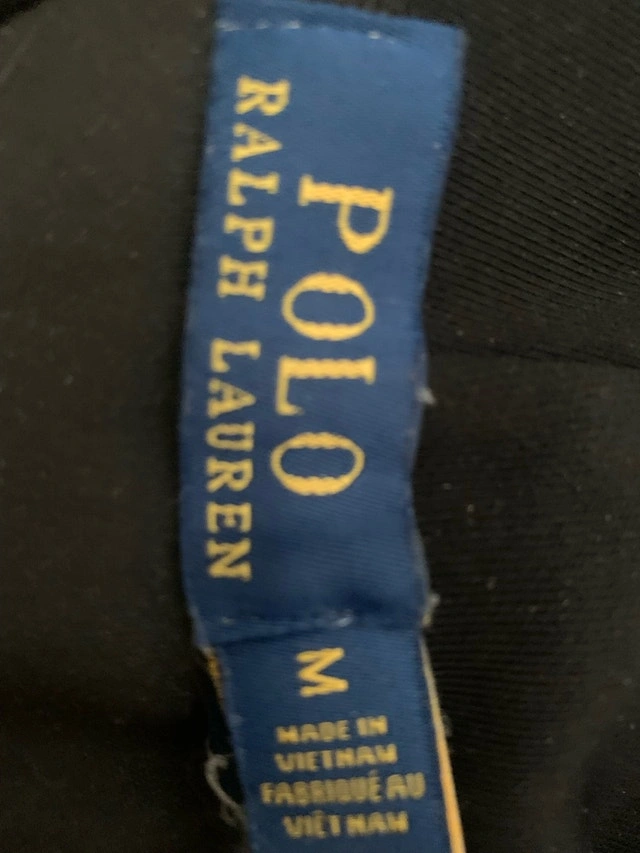 POLO
RALPH LAUREN
M
MADE IN
VIETNAM
FABRIQUÉ AU
VIÊT NAM